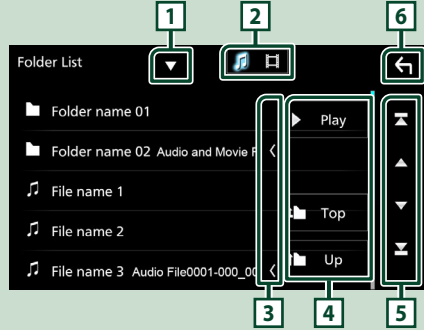 1 2 6
Folder List
Folder name 01
Play
Folder name 02 Audio and Movie
File name 1
File name 2
Top
File name 3 Audio File0001-000_00
Up
3 4 5